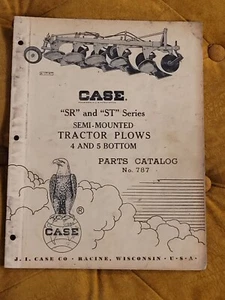 CASE.
"SR" and "ST" Series
SEMI-MOUNTED
TRACTOR PLOWS
4 AND 5 BOTTOM
PARTS CATALOG
No. 787
CASE
J. I. CASE CO • RACINE, WISCONSIN • U • S • A •